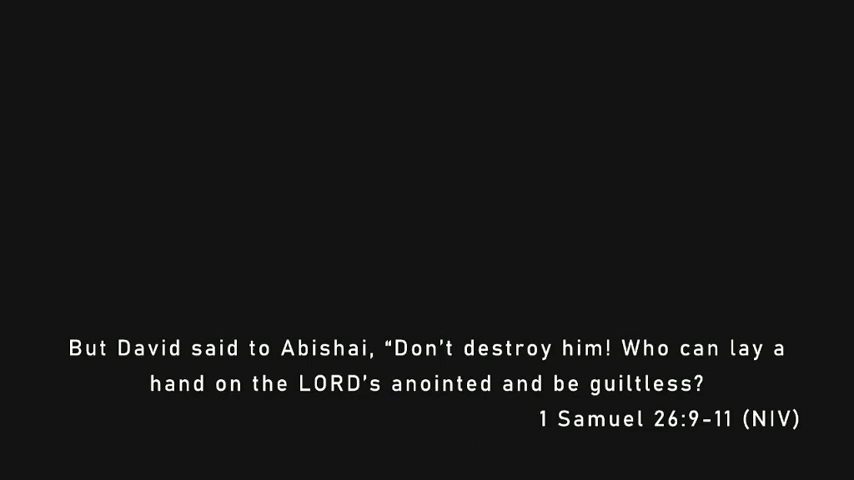 But David said to Abishai, “Don’t destroy him! Who can lay a
hand on the LORD’s anointed and be guiltless?
1 Samuel 26:9-11 (NIV)